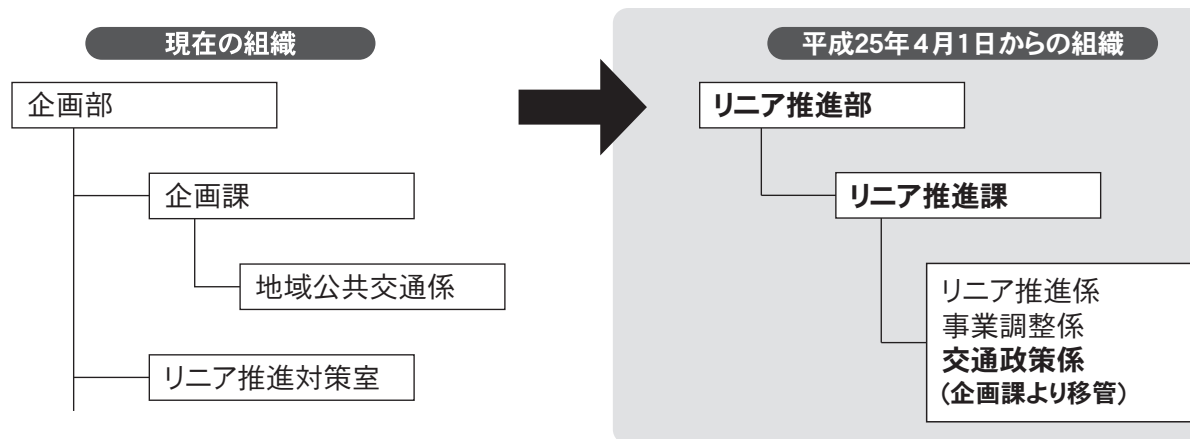 現在の組織
企画部
企画課
地域公共交通係
リニア推進対策室
平成25年4月1日からの組織
リニア推進部
リニア推進課
リニア推進係
事業調整係
交通政策係
(企画課より移管)